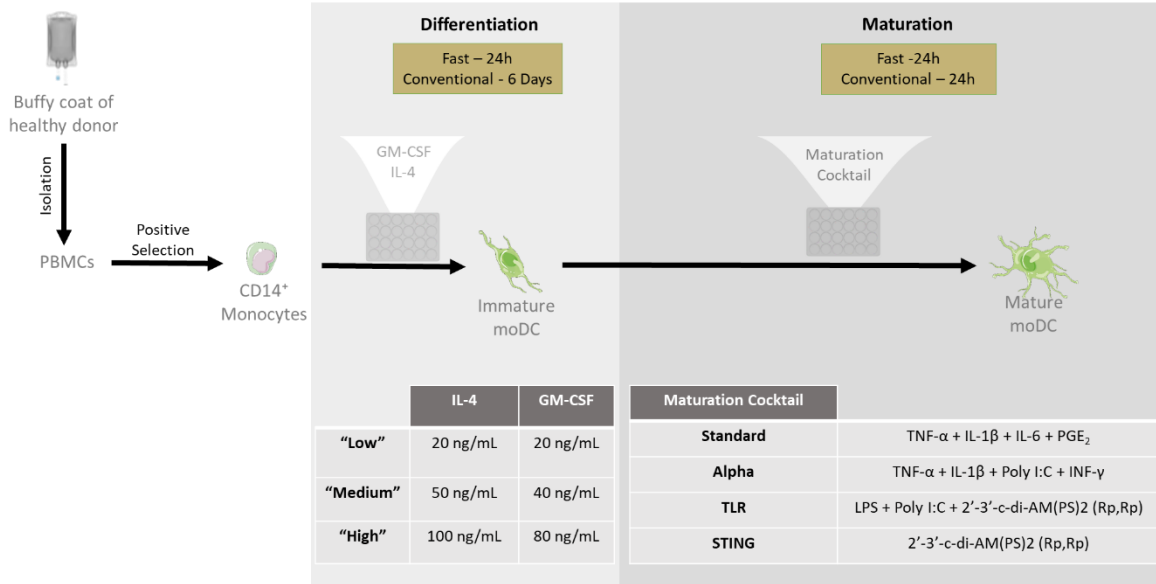 Buffy coat of
healthy donor
Isolation
PBMCs
Positive
Selection
CD14⁺
Monocytes
Differentiation
Fast – 24h
Conventional - 6 Days
GM-CSF
IL-4
Immature
moDC
Maturation
Fast -24h
Conventional – 24h
Maturation
Cocktail
Mature
moDC
IL-4 GM-CSF
“Low” 20 ng/mL 20 ng/mL
“Medium” 50 ng/mL 40 ng/mL
“High” 100 ng/mL 80 ng/mL
Maturation Cocktail
Standard TNF-α + IL-1β + IL-6 + PGE₂
Alpha TNF-α + IL-1β + Poly I:C + INF-γ
TLR LPS + Poly I:C + 2’-3’-c-di-AM(PS)2 (Rp,Rp)
STING 2’-3’-c-di-AM(PS)2 (Rp,Rp)